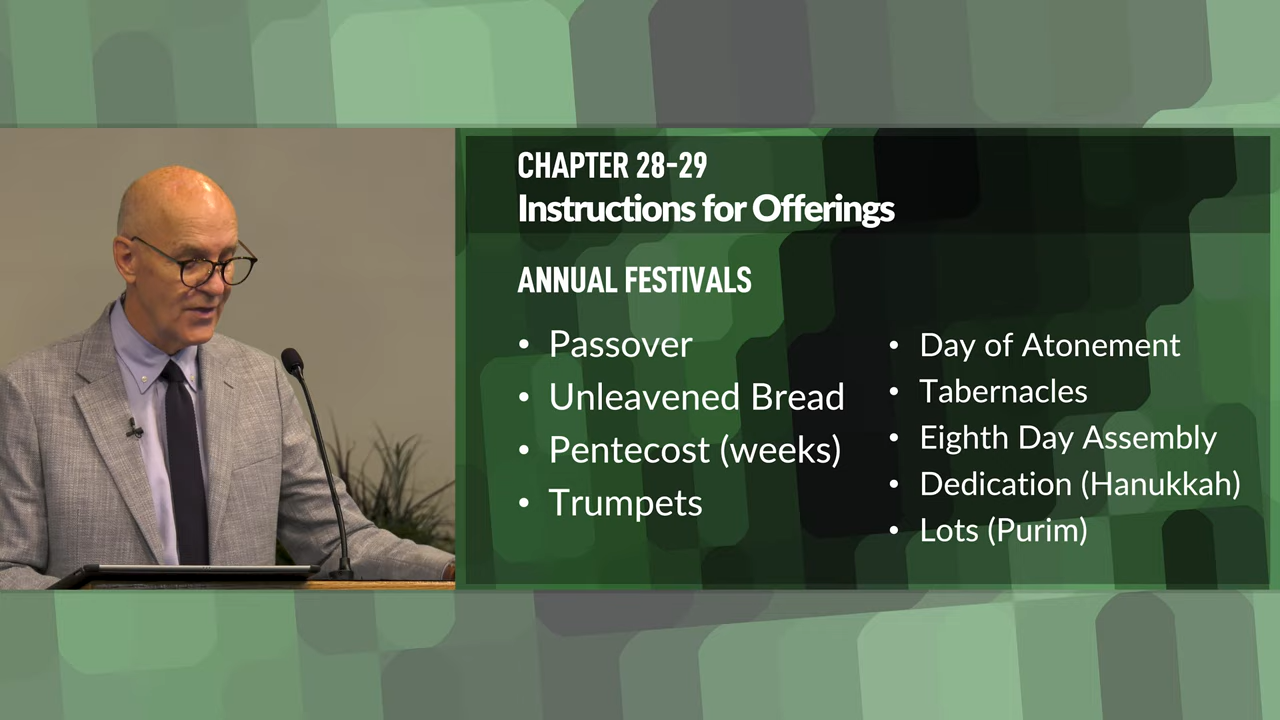 CHAPTER 28-29
Instructions for Offerings
ANNUAL FESTIVALS
• Passover
• Unleavened Bread
• Pentecost (weeks)
• Trumpets
• Day of Atonement
• Tabernacles
• Eighth Day Assembly
• Dedication (Hanukkah)
• Lots (Purim)